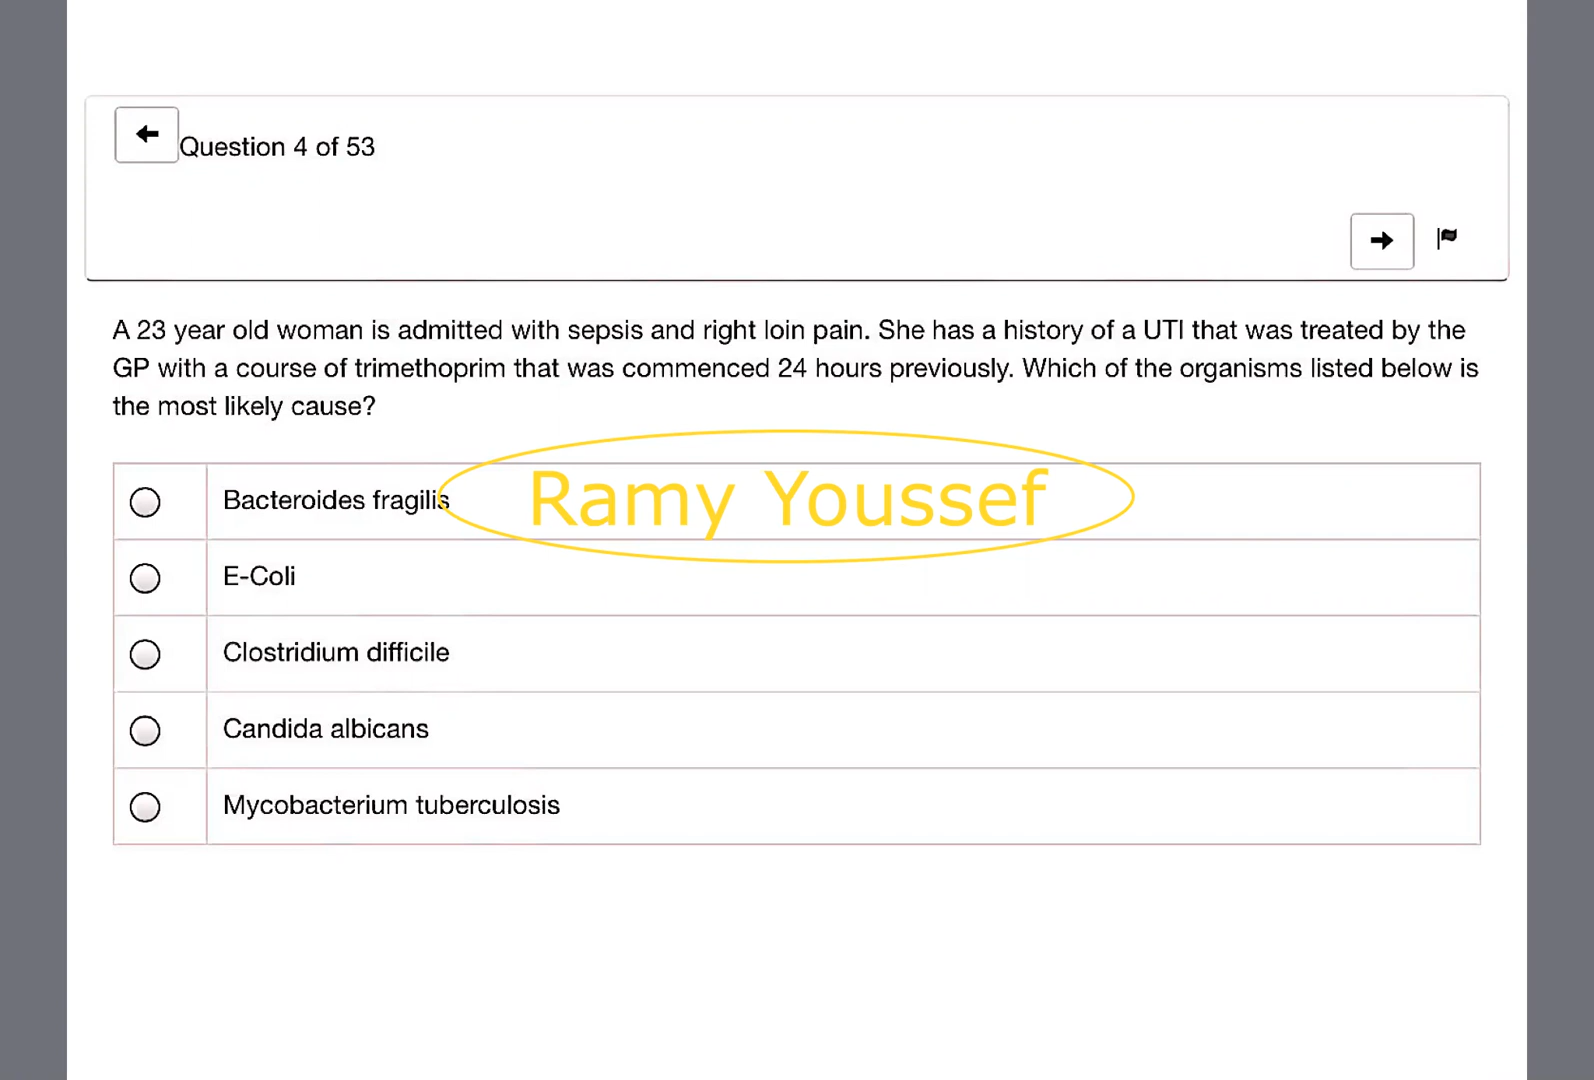 Question 4 of 53
A 23 year old woman is admitted with sepsis and right loin pain. She has a history of a UTI that was treated by the
GP with a course of trimethoprim that was commenced 24 hours previously. Which of the organisms listed below is
the most likely cause?
Bacteroides fragilis
Ramy Youssef
E-Coli
Clostridium difficile
Candida albicans
Mycobacterium tuberculosis